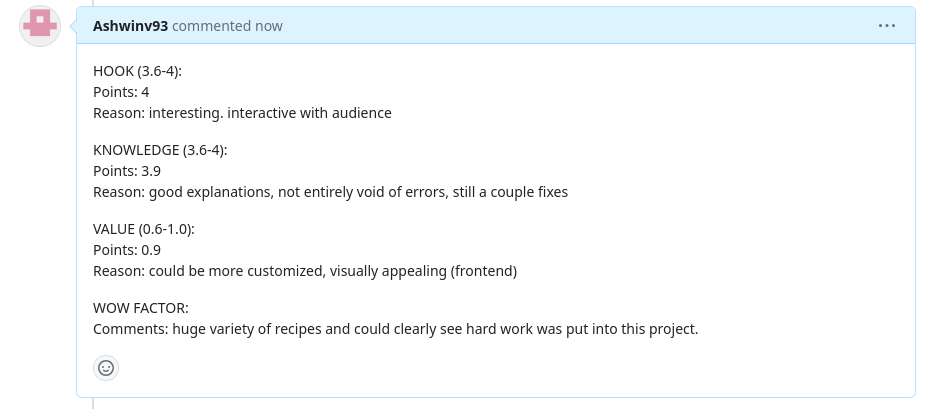 Ashwinv93 commented now
HOOK (3.6-4):
Points: 4
Reason: interesting. interactive with audience
KNOWLEDGE (3.6-4):
Points: 3.9
Reason: good explanations, not entirely void of errors, still a couple fixes
VALUE (0.6-1.0):
Points: 0.9
Reason: could be more customized, visually appealing (frontend)
WOW FACTOR:
Comments: huge variety of recipes and could clearly see hard work was put into this project.